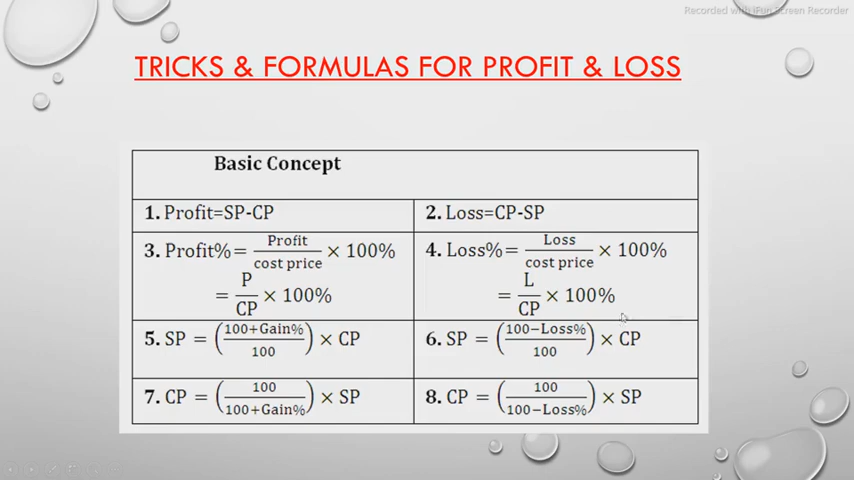 Recorded with iFun Screen Recorder
TRICKS & FORMULAS FOR PROFIT & LOSS
Basic Concept
1. Profit=SP-CP
2. Loss=CP-SP
3. Profit%= Profit/cost price × 100%
= P/CP × 100%
4. Loss%= Loss/cost price × 100%
= L/CP × 100%
5. SP = (100+Gain%/100) × CP
6. SP = (100−Loss%/100) × CP
7. CP = (100/100+Gain%) × SP
8. CP = (100/100−Loss%) × SP